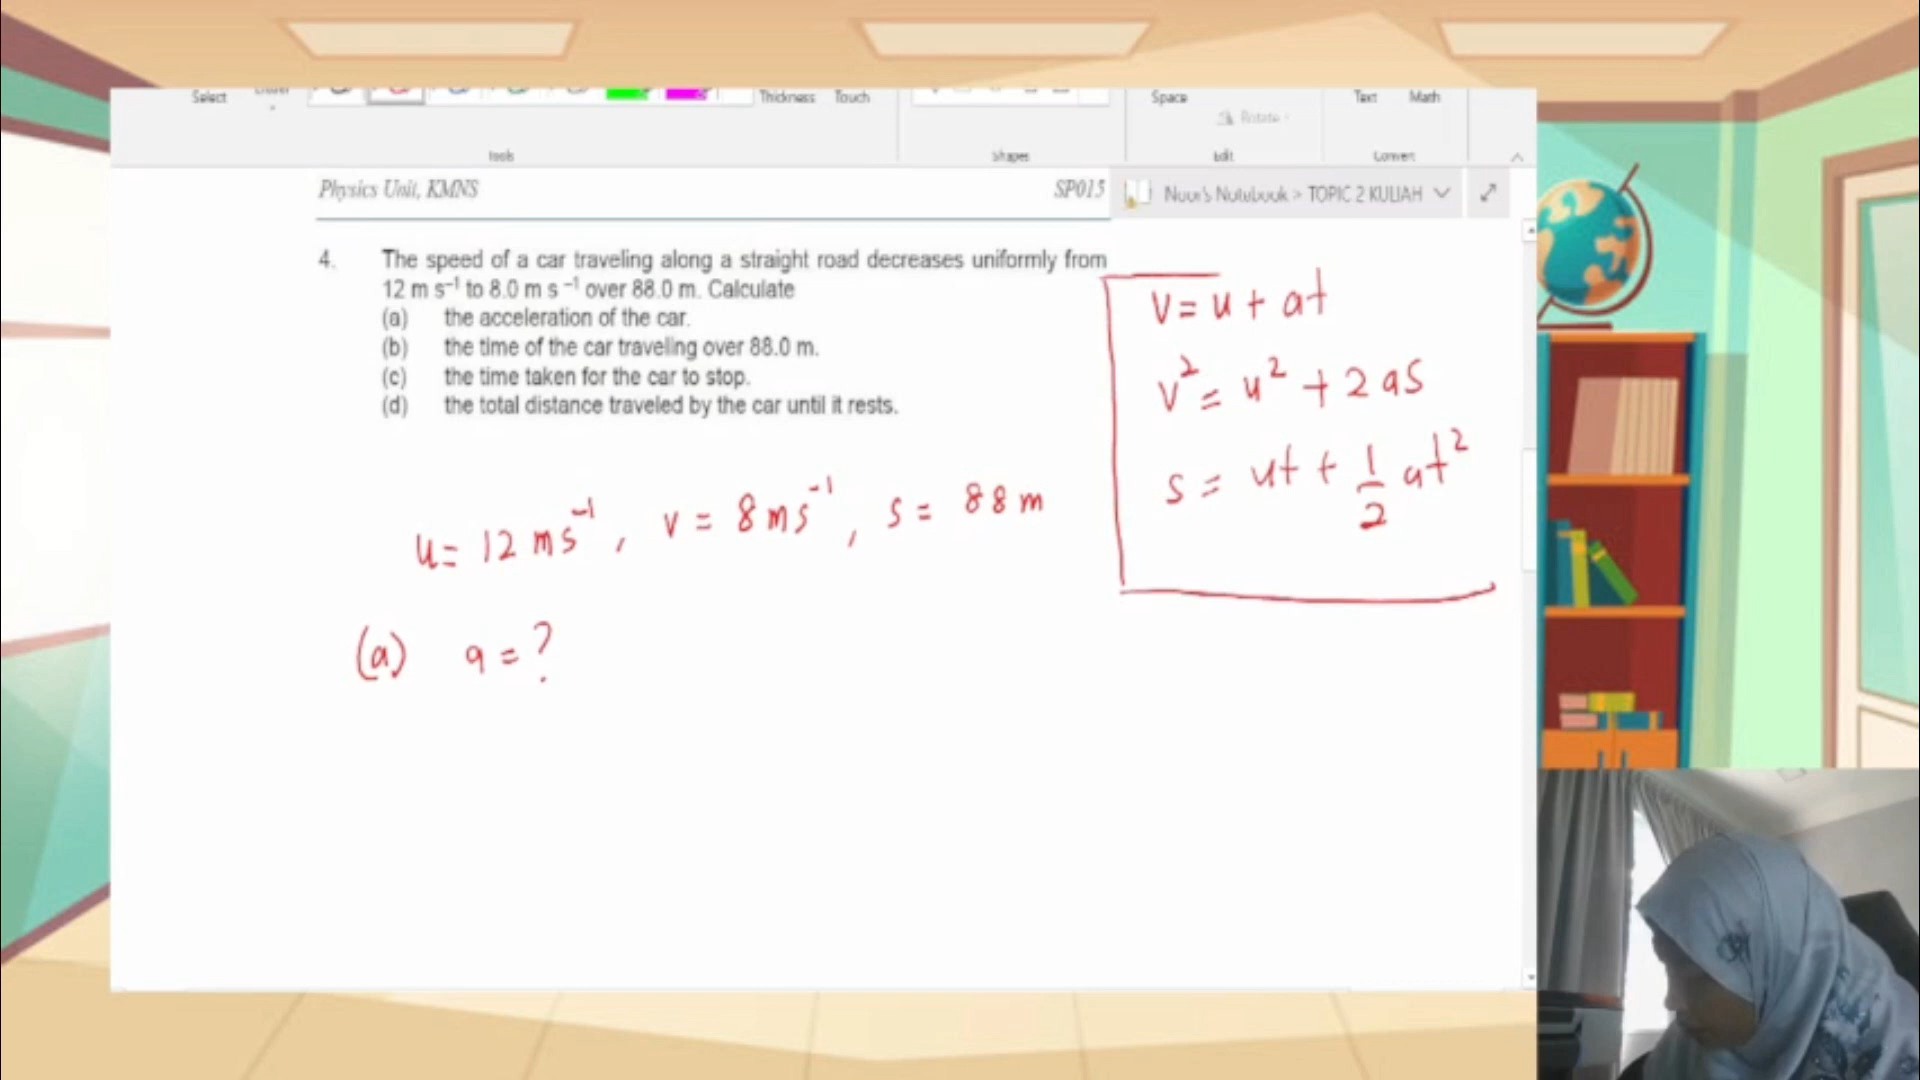 Select
Thickness Touch
Space
Text Math
Rotate
Tools
Shapes
Edit
Convert
Physics Unit, KMNS
SP015
Noor's Notebook > TOPIC 2 KULIAH
4. The speed of a car traveling along a straight road decreases uniformly from
12 m s⁻¹ to 8.0 m s ⁻¹ over 88.0 m. Calculate
(a) the acceleration of the car.
(b) the time of the car traveling over 88.0 m.
(c) the time taken for the car to stop.
(d) the total distance traveled by the car until it rests.
v = u + at
v² = u² + 2as
s = ut + 1/2 at²
u = 12 ms⁻¹, v = 8 ms⁻¹, s = 88 m
(a) a = ?